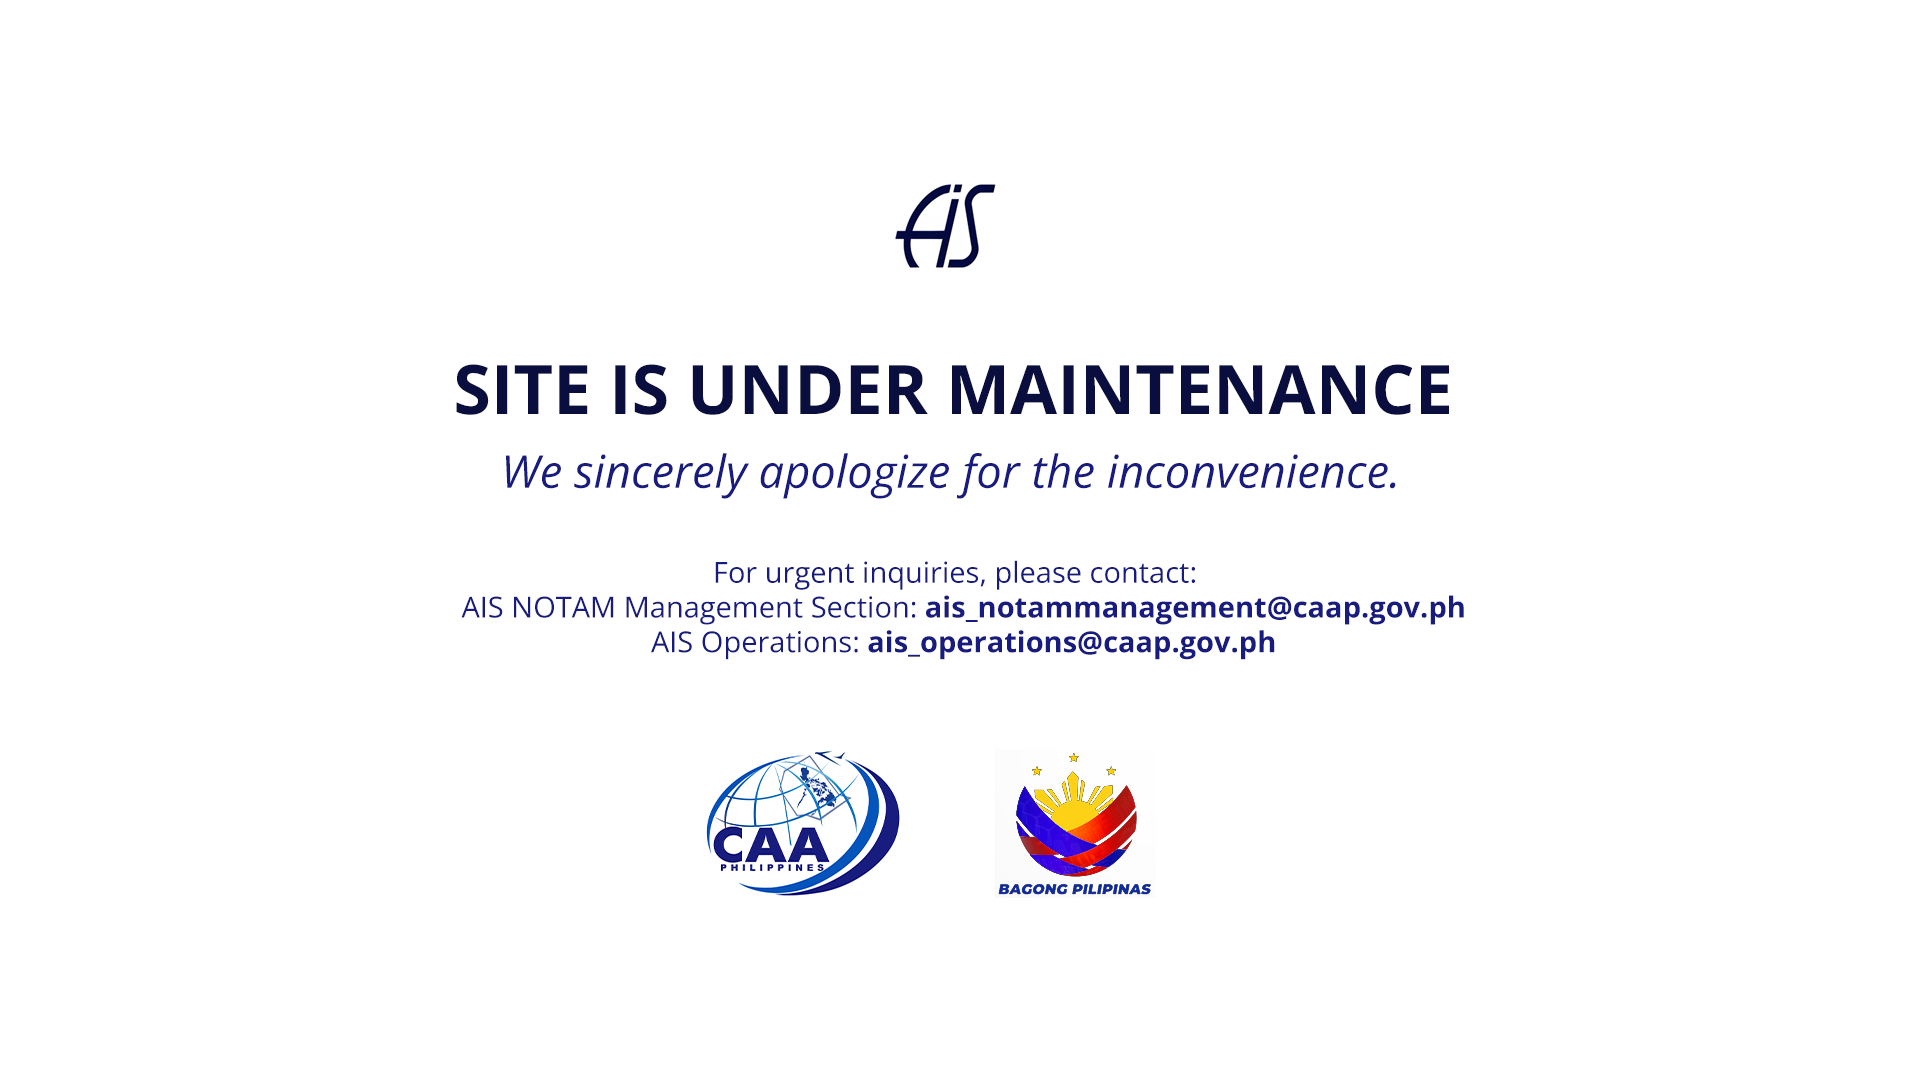 AiS
SITE IS UNDER MAINTENANCE
We sincerely apologize for the inconvenience.
For urgent inquiries, please contact:
AIS NOTAM Management Section: ais_notammanagement@caap.gov.ph
AIS Operations: ais_operations@caap.gov.ph
CAA
PHILIPPINES
BAGONG PILIPINAS